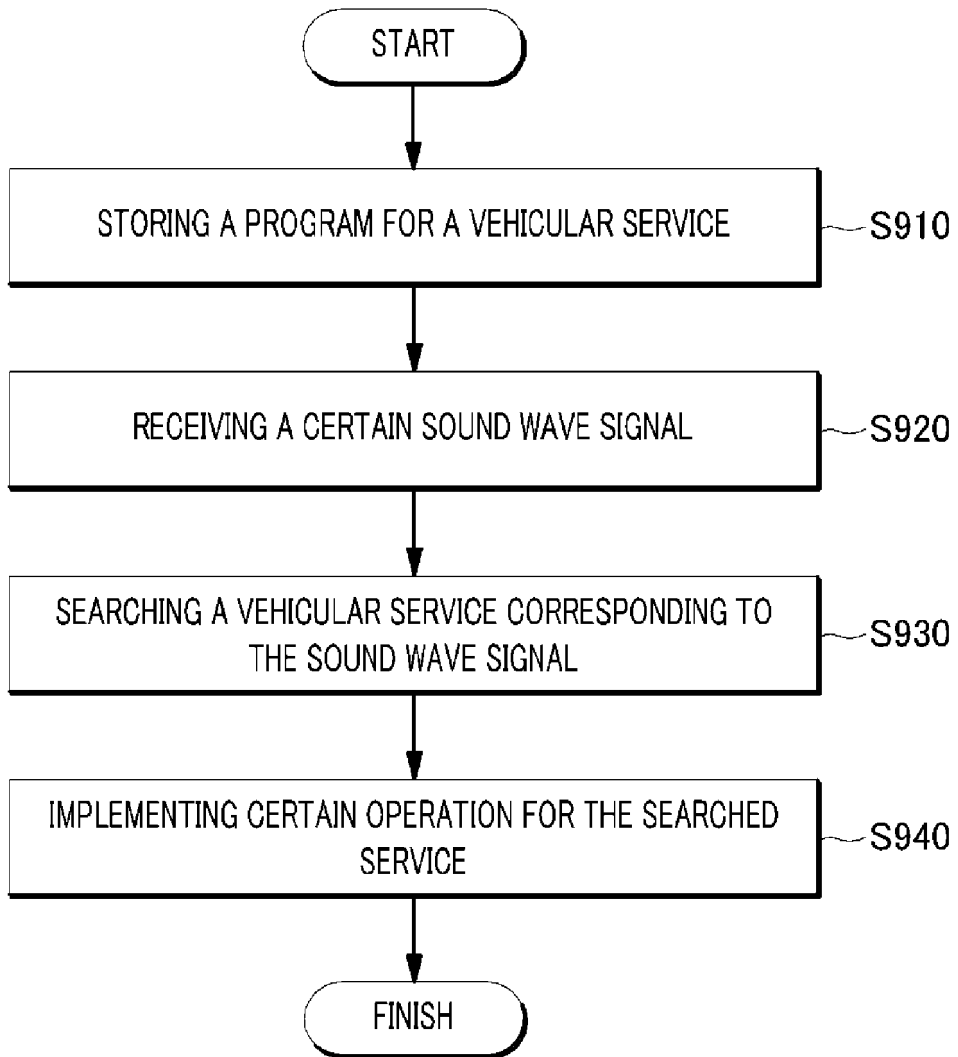 START
STORING A PROGRAM FOR A VEHICULAR SERVICE
S910
RECEIVING A CERTAIN SOUND WAVE SIGNAL
S920
SEARCHING A VEHICULAR SERVICE CORRESPONDING TO
THE SOUND WAVE SIGNAL
S930
IMPLEMENTING CERTAIN OPERATION FOR THE SEARCHED
SERVICE
S940
FINISH